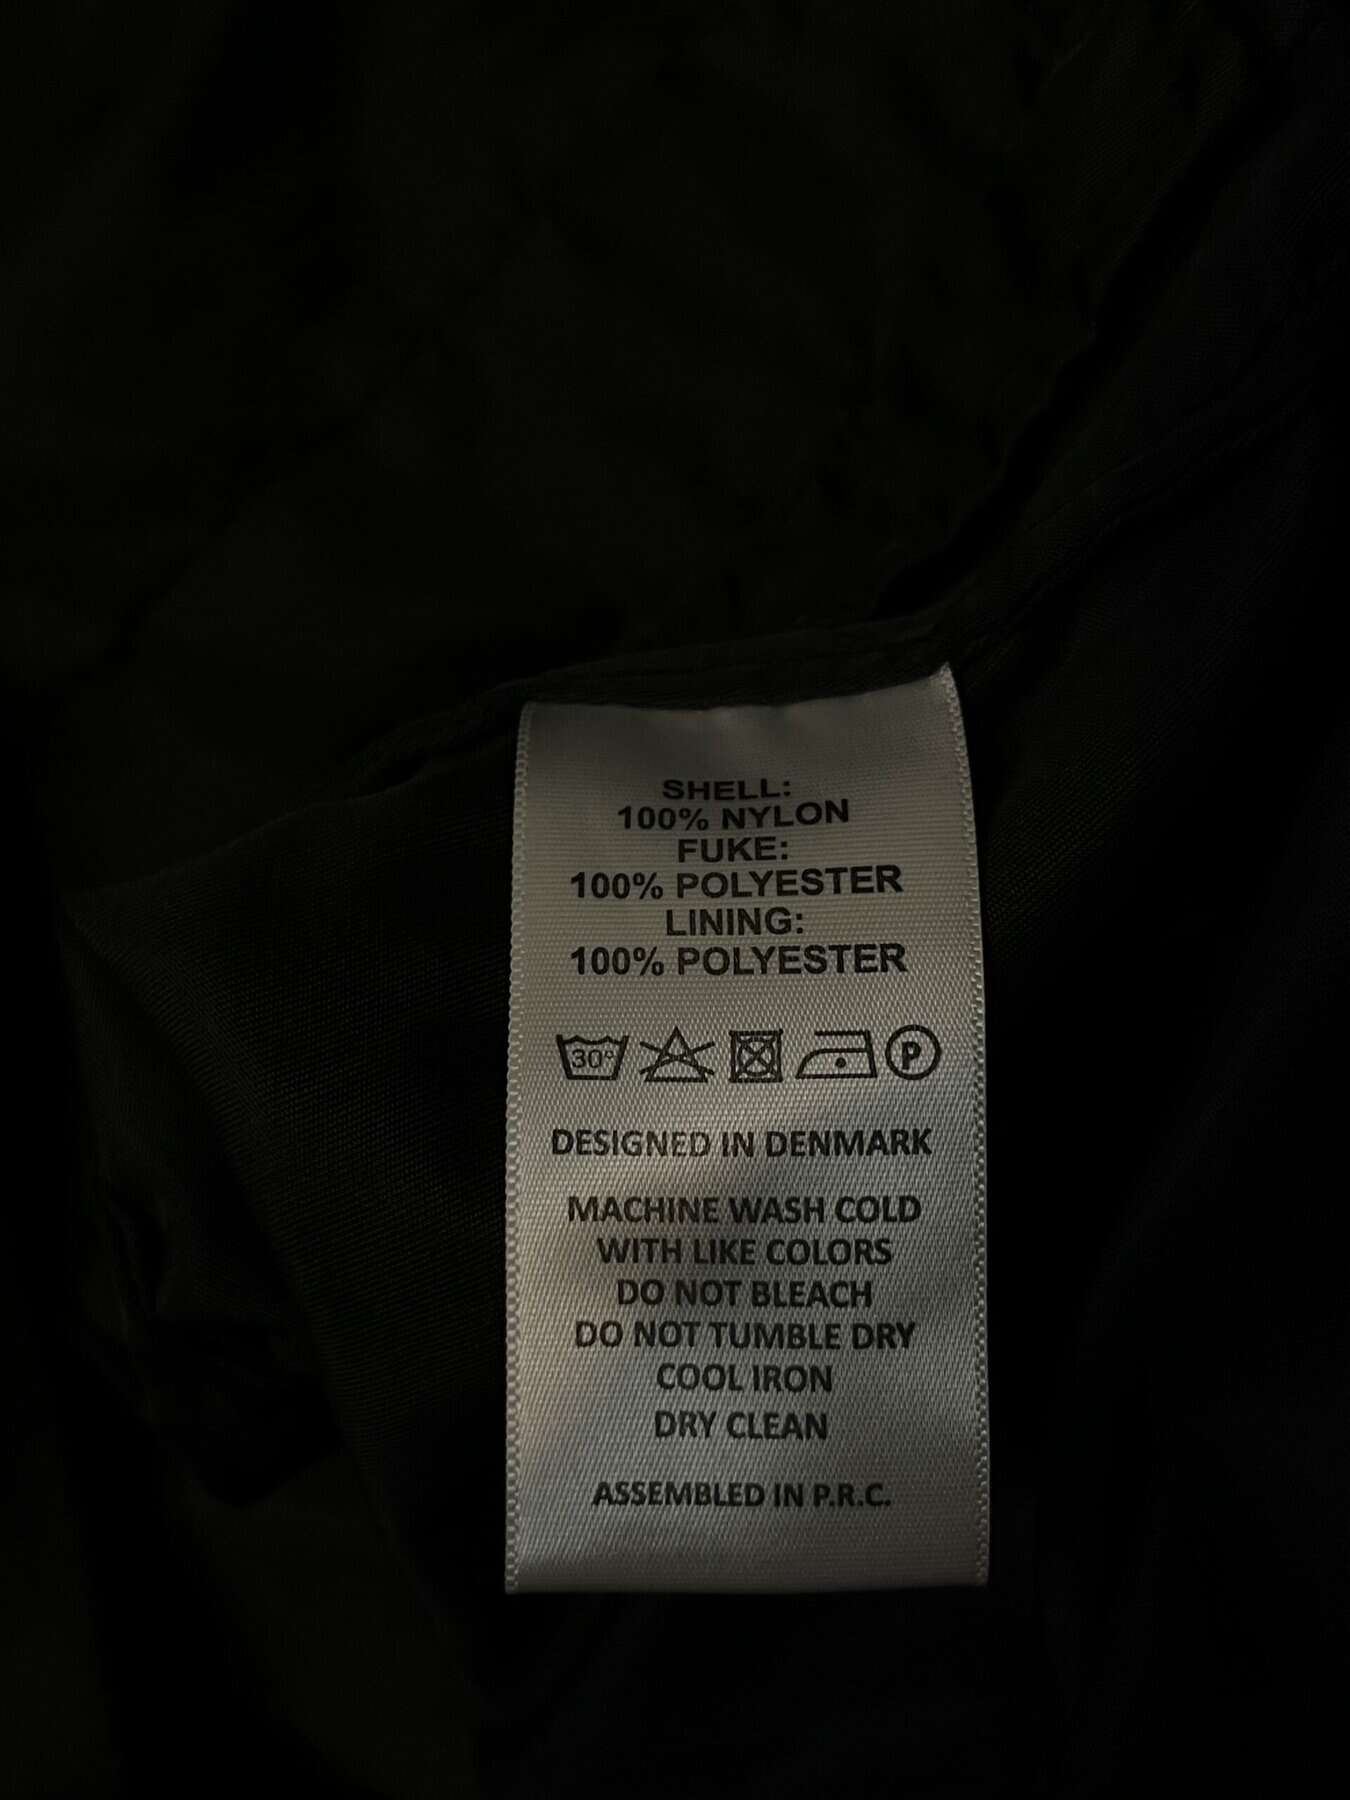 SHELL:
100% NYLON
FUKE:
100% POLYESTER
LINING:
100% POLYESTER
30° P
DESIGNED IN DENMARK
MACHINE WASH COLD
WITH LIKE COLORS
DO NOT BLEACH
DO NOT TUMBLE DRY
COOL IRON
DRY CLEAN
ASSEMBLED IN P.R.C.